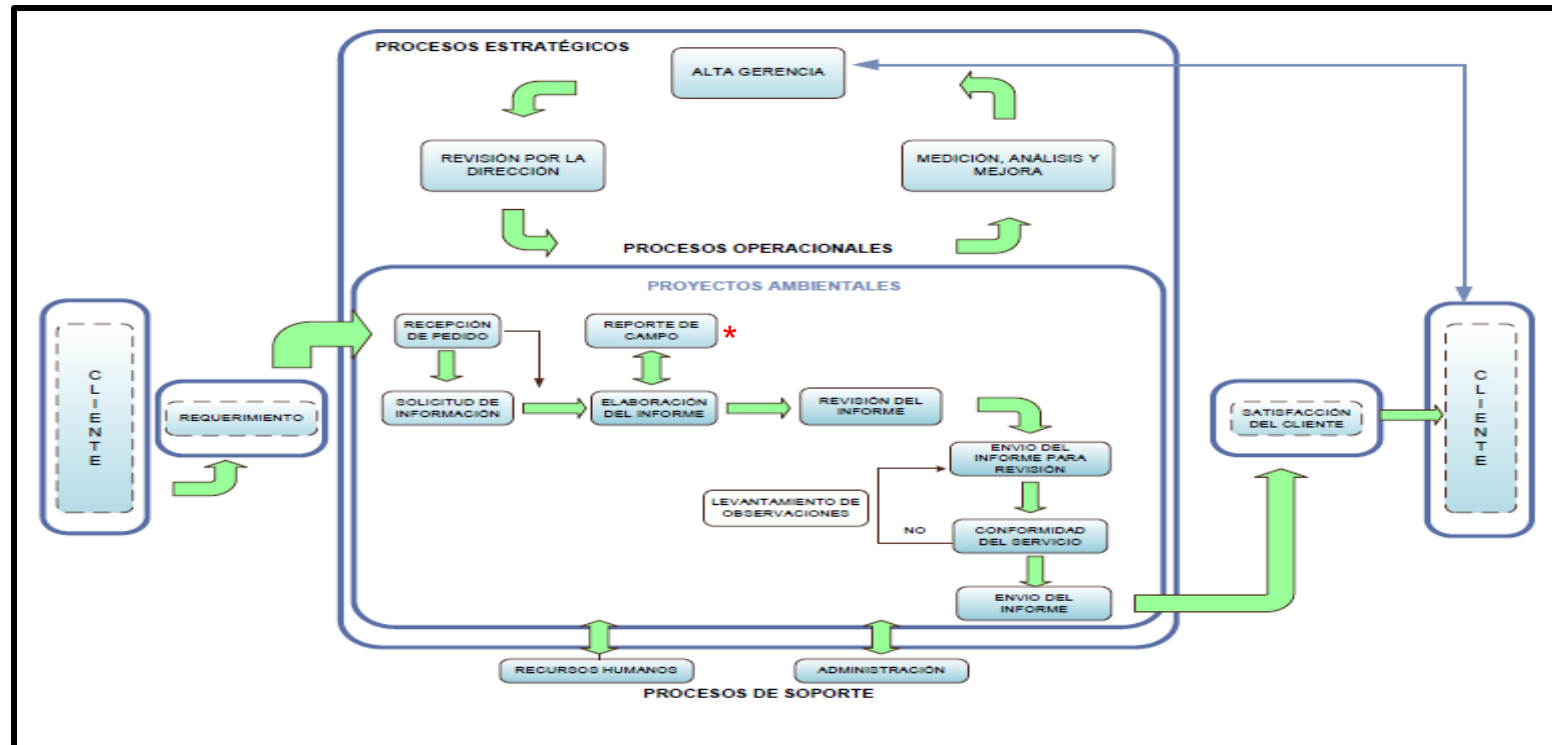 PROCESOS ESTRATÉGICOS
ALTA GERENCIA
REVISIÓN POR LA
DIRECCIÓN
MEDICIÓN, ANÁLISIS Y
MEJORA
PROCESOS OPERACIONALES
PROYECTOS AMBIENTALES
CLIENTE
REQUERIMIENTO
RECEPCIÓN
DE PEDIDO
REPORTE DE
CAMPO
*
SOLICITUD DE
INFORMACIÓN
ELABORACIÓN
DEL INFORME
REVISIÓN DEL
INFORME
ENVIO DEL
INFORME PARA
REVISIÓN
LEVANTAMIENTO DE
OBSERVACIONES
NO
CONFORMIDAD
DEL SERVICIO
ENVIO DEL
INFORME
SATISFACCIÓN
DEL CLIENTE
CLIENTE
RECURSOS HUMANOS
ADMINISTRACIÓN
PROCESOS DE SOPORTE